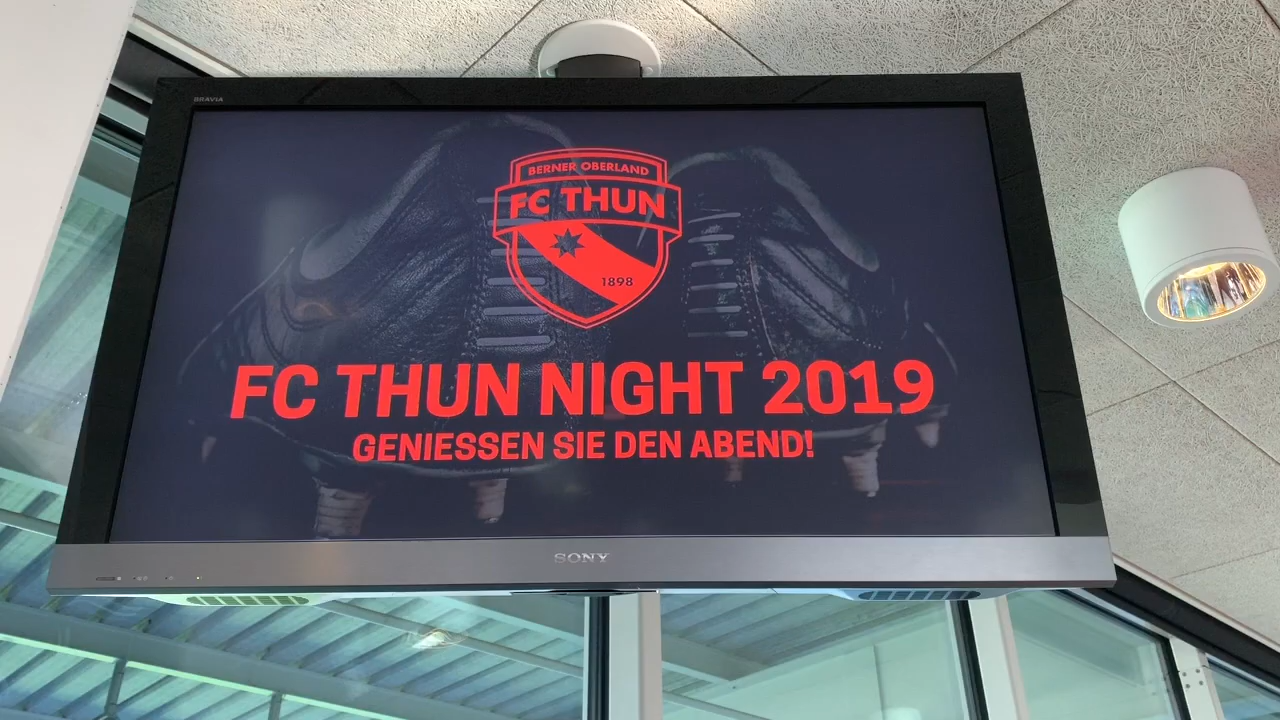 BRAVIA
BERNER OBERLAND
FC THUN
1898
FC THUN NIGHT 2019
GENIESSEN SIE DEN ABEND!
SONY